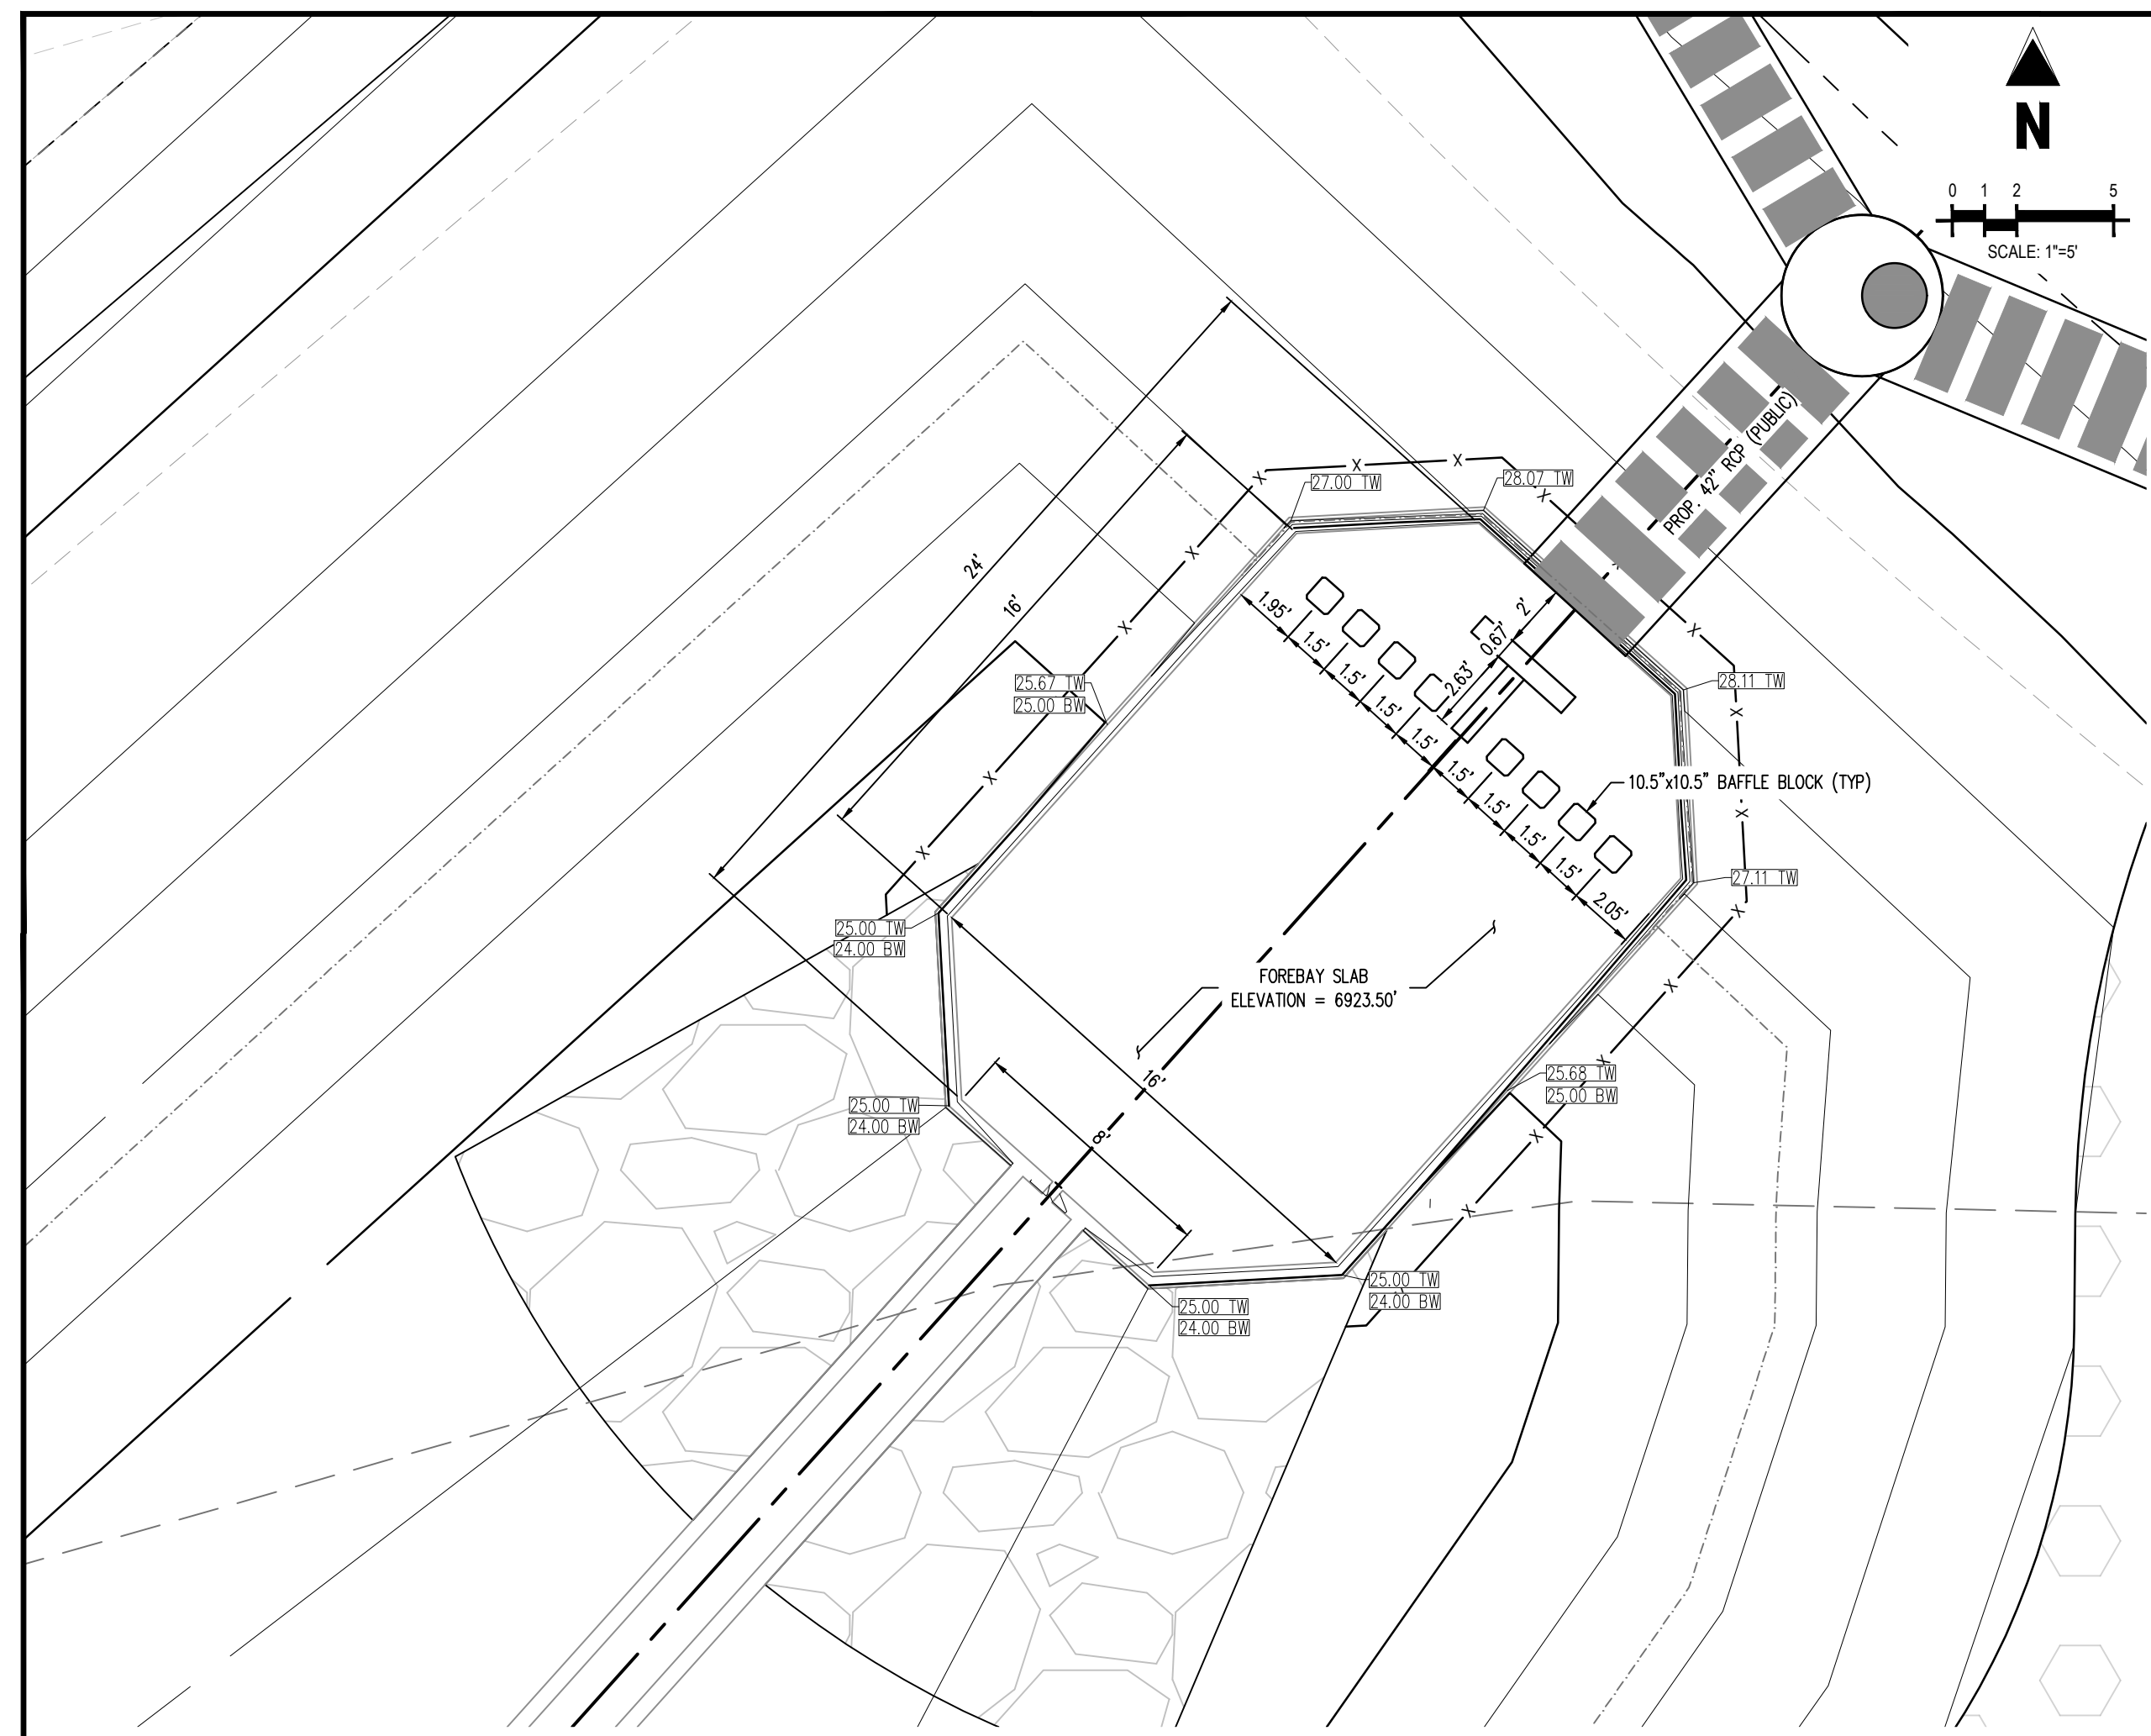 N
0 1 2 5
SCALE: 1"=5'
PROP. 42" RCP (PUBLIC)
X
X
X
X
27.00 TW
28.07 TW
X
X
24'
16'
X
X
1.95'
1.5'
1.5'
1.5'
1.5'
1.5'
1.5'
1.5'
1.5'
2.05'
2'
0.67'
2.63'
25.67 TW
25.00 BW
28.11 TW
X
X
10.5"x10.5" BAFFLE BLOCK (TYP)
X
X
27.11 TW
X
25.00 TW
24.00 BW
FOREBAY SLAB
ELEVATION = 6923.50'
X
X
16'
8'
25.68 TW
25.00 BW
25.00 TW
24.00 BW
X
X
25.00 TW
24.00 BW
25.00 TW
24.00 BW